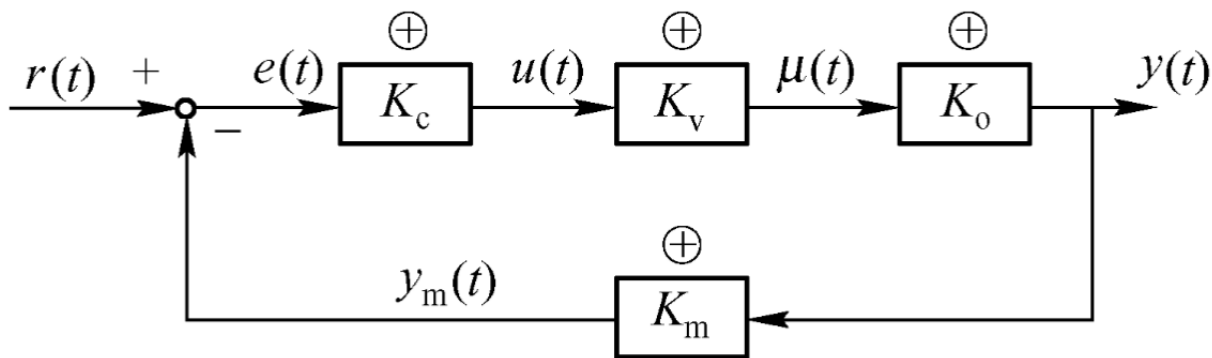 ⊕ ⊕ ⊕
r(t) + e(t) K_c u(t) K_v μ(t) K_o y(t)
−
⊕
y_m(t) K_m